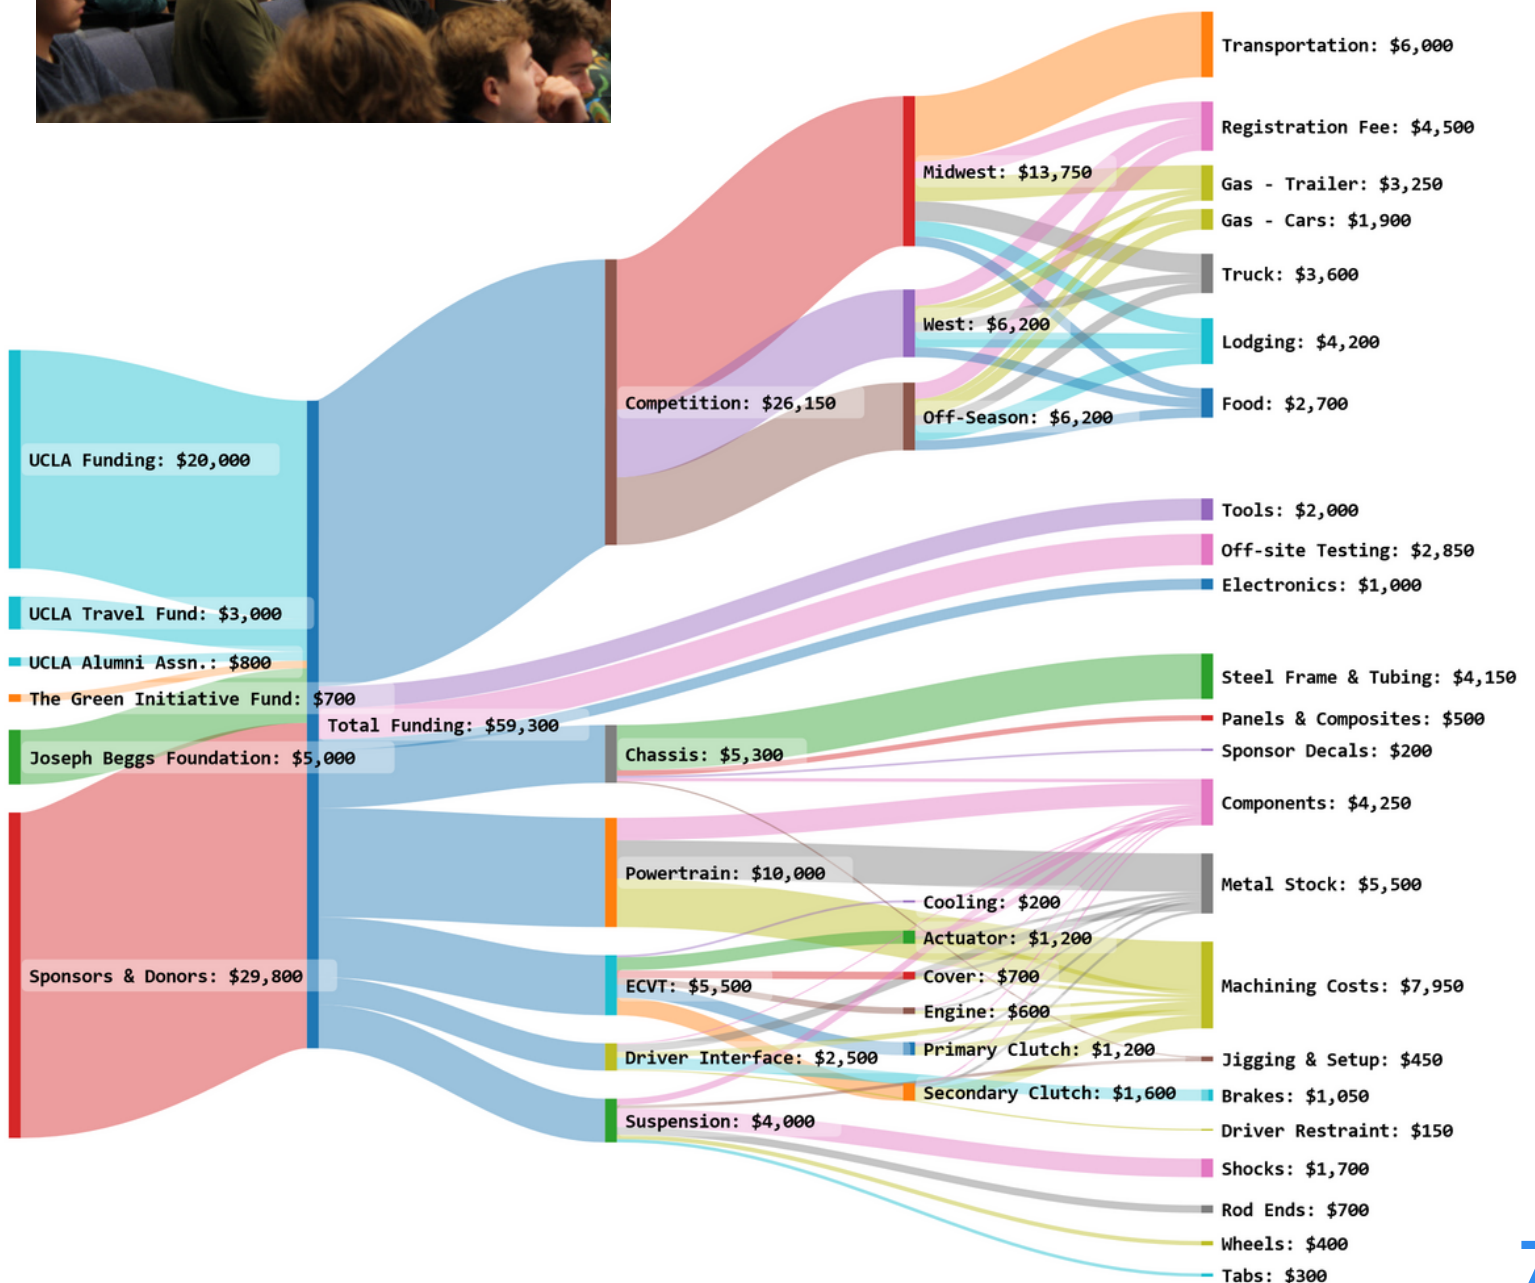 UCLA Funding: $20,000
UCLA Travel Fund: $3,000
UCLA Alumni Assn.: $800
The Green Initiative Fund: $700
Joseph Beggs Foundation: $5,000
Sponsors & Donors: $29,800
Total Funding: $59,300
Competition: $26,150
Chassis: $5,300
Powertrain: $10,000
ECVT: $5,500
Driver Interface: $2,500
Suspension: $4,000
Midwest: $13,750
West: $6,200
Off-Season: $6,200
Cooling: $200
Actuator: $1,200
Cover: $700
Engine: $600
Primary Clutch: $1,200
Secondary Clutch: $1,600
Transportation: $6,000
Registration Fee: $4,500
Gas - Trailer: $3,250
Gas - Cars: $1,900
Truck: $3,600
Lodging: $4,200
Food: $2,700
Tools: $2,000
Off-site Testing: $2,850
Electronics: $1,000
Steel Frame & Tubing: $4,150
Panels & Composites: $500
Sponsor Decals: $200
Components: $4,250
Metal Stock: $5,500
Machining Costs: $7,950
Jigging & Setup: $450
Brakes: $1,050
Driver Restraint: $150
Shocks: $1,700
Rod Ends: $700
Wheels: $400
Tabs: $300